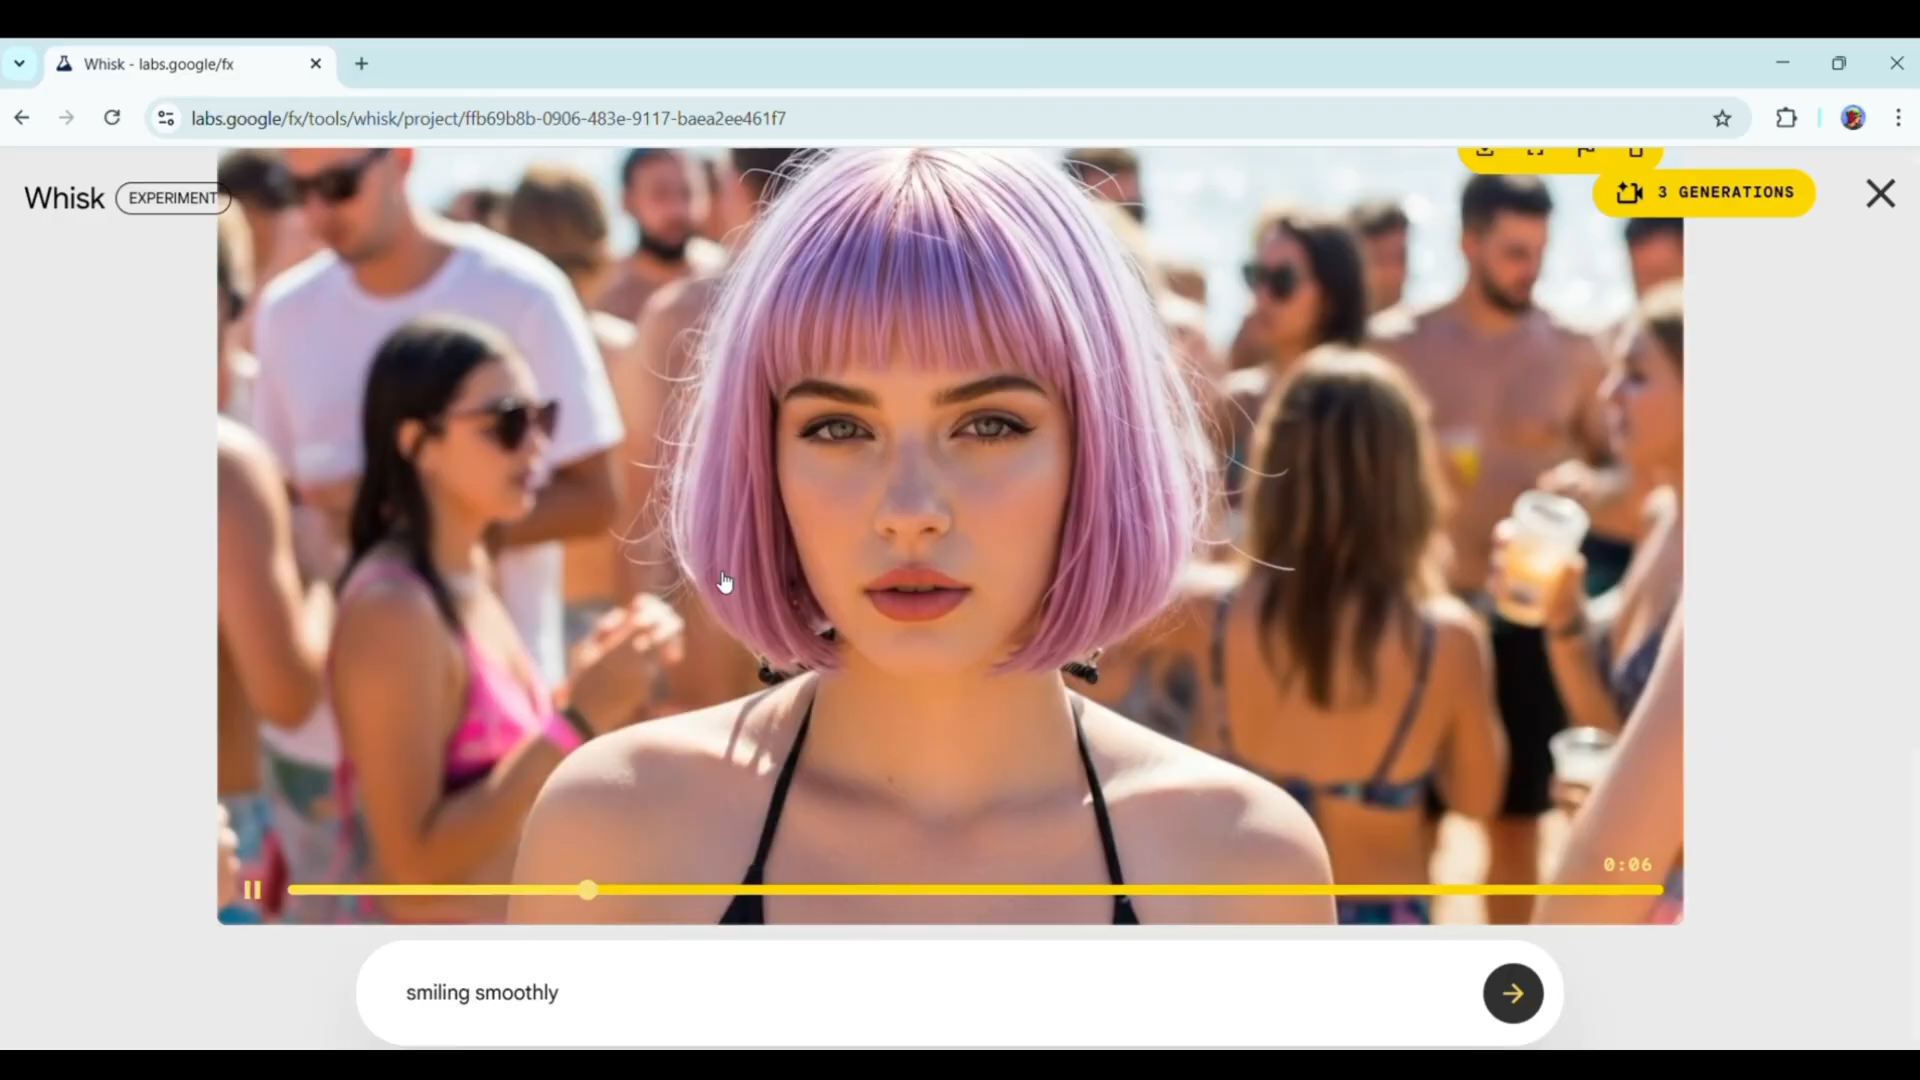 Whisk - labs.google/fx
labs.google/fx/tools/whisk/project/ffb69b8b-0906-483e-9117-baea2ee461f7
Whisk EXPERIMENT
3 GENERATIONS
0:06
smiling smoothly